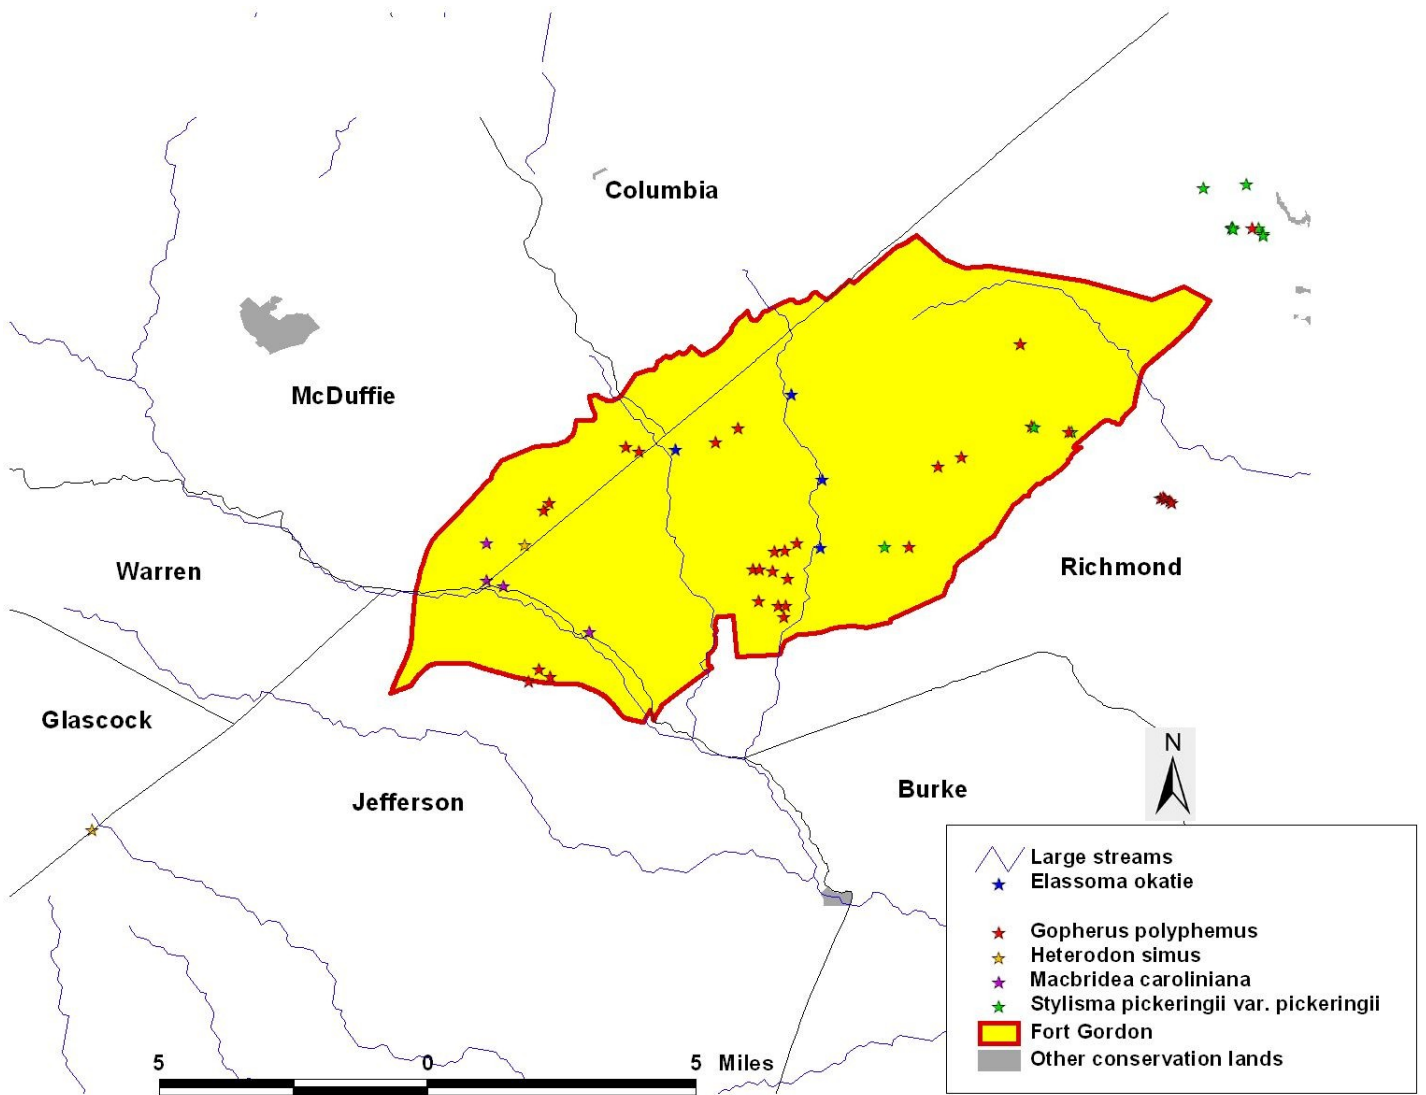 Columbia
McDuffie
Warren
Richmond
Glascock
Jefferson
Burke
N
Large streams
Elassoma okatie
Gopherus polyphemus
Heterodon simus
Macbridea caroliniana
Stylisma pickeringii var. pickeringii
Fort Gordon
Other conservation lands
5 0 5 Miles